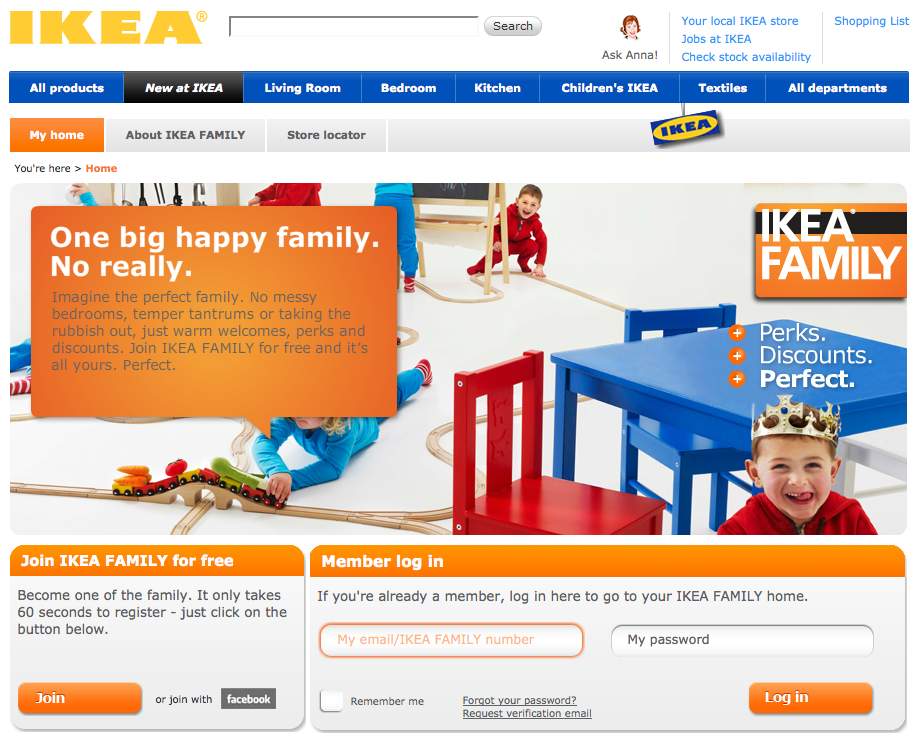 IKEA®
Search
Ask Anna!
Your local IKEA store
Jobs at IKEA
Check stock availability
Shopping List
All products
New at IKEA
Living Room
Bedroom
Kitchen
Children's IKEA
Textiles
All departments
My home
About IKEA FAMILY
Store locator
IKEA
You're here > Home
One big happy family.
No really.
Imagine the perfect family. No messy
bedrooms, temper tantrums or taking the
rubbish out, just warm welcomes, perks and
discounts. Join IKEA FAMILY for free and it's
all yours. Perfect.
IKEA
FAMILY
Perks.
Discounts.
Perfect.
Join IKEA FAMILY for free
Become one of the family. It only takes
60 seconds to register - just click on the
button below.
Join
or join with facebook
Member log in
If you're already a member, log in here to go to your IKEA FAMILY home.
My email/IKEA FAMILY number
My password
Remember me
Forgot your password?
Request verification email
Log in